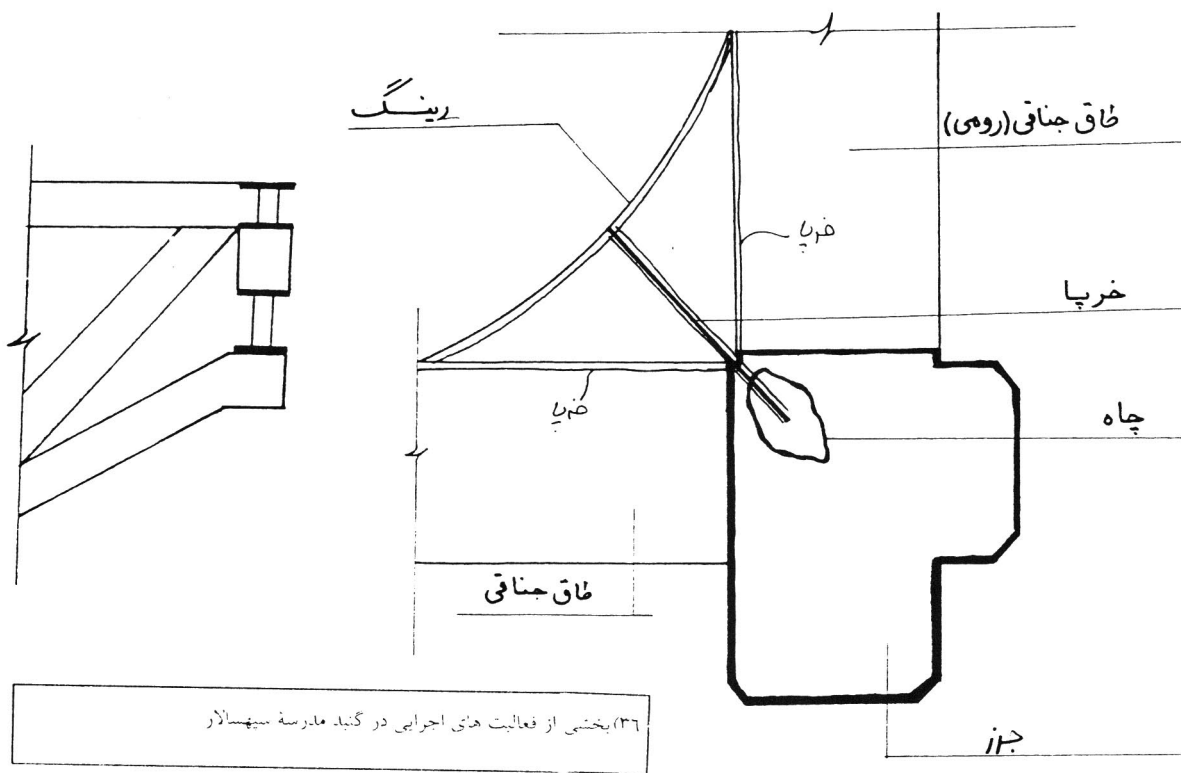 رینگ
طاق جناقی (رومی)
خرپا
خرپا
خرپا
چاه
طاق جناقی
جرز
۳۶) بخشی از فعالیت های اجرایی در گنبد مدرسۀ سپهسالار